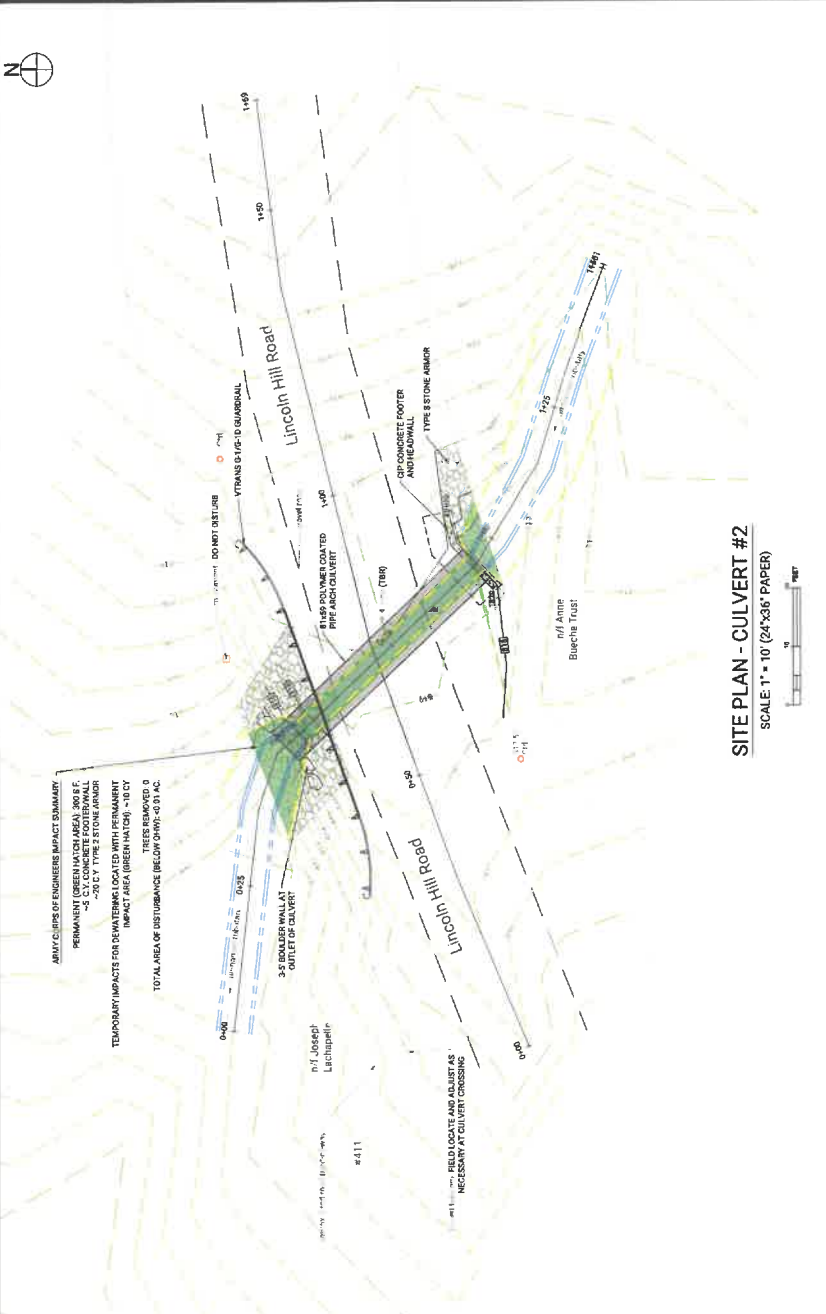 N
ARMY CORPS OF ENGINEERS IMPACT SUMMARY
PERMANENT (GREEN HATCH AREA): 300 S.F.
~5 C.Y. CONCRETE FOOTER/WALL
~20 C.Y. TYPE 2 STONE ARMOR
TEMPORARY IMPACTS FOR DEWATERING LOCATED WITH PERMANENT
IMPACT AREA (GREEN HATCH): ~10 CY
TREES REMOVED: 0
TOTAL AREA OF DISTURBANCE (BELOW OHW): <0.01 AC.
DO NOT DISTURB
VTRANS G-1/G-1D GUARDRAIL
81x59 POLYMER COATED
PIPE ARCH CULVERT
(TBR)
CIP CONCRETE FOOTER
AND HEADWALL
TYPE 3 STONE ARMOR
3-5' BOULDER WALL AT
OUTLET OF CULVERT
Lincoln Hill Road
Lincoln Hill Road
0+00
0+25
1+25
0+00
0+50
1+00
1+50
1+69
n/f Joseph
Lachapelle
#411
n/f Anne
Bueche Trust
FIELD LOCATE AND ADJUST AS
NECESSARY AT CULVERT CROSSING
SITE PLAN - CULVERT #2
SCALE: 1" = 10' (24"x36" PAPER)
10
FEET